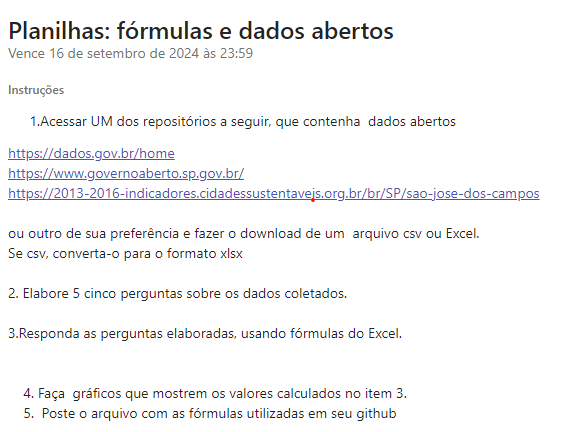 Planilhas: fórmulas e dados abertos
Vence 16 de setembro de 2024 às 23:59
Instruções
1.Acessar UM dos repositórios a seguir, que contenha  dados abertos
https://dados.gov.br/home
https://www.governoaberto.sp.gov.br/
https://2013-2016-indicadores.cidadessustentaveis.org.br/br/SP/sao-jose-dos-campos
ou outro de sua preferência e fazer o download de um  arquivo csv ou Excel.
Se csv, converta-o para o formato xlsx
2. Elabore 5 cinco perguntas sobre os dados coletados.
3.Responda as perguntas elaboradas, usando fórmulas do Excel.
4. Faça  gráficos que mostrem os valores calculados no item 3.
5.  Poste o arquivo com as fórmulas utilizadas em seu github